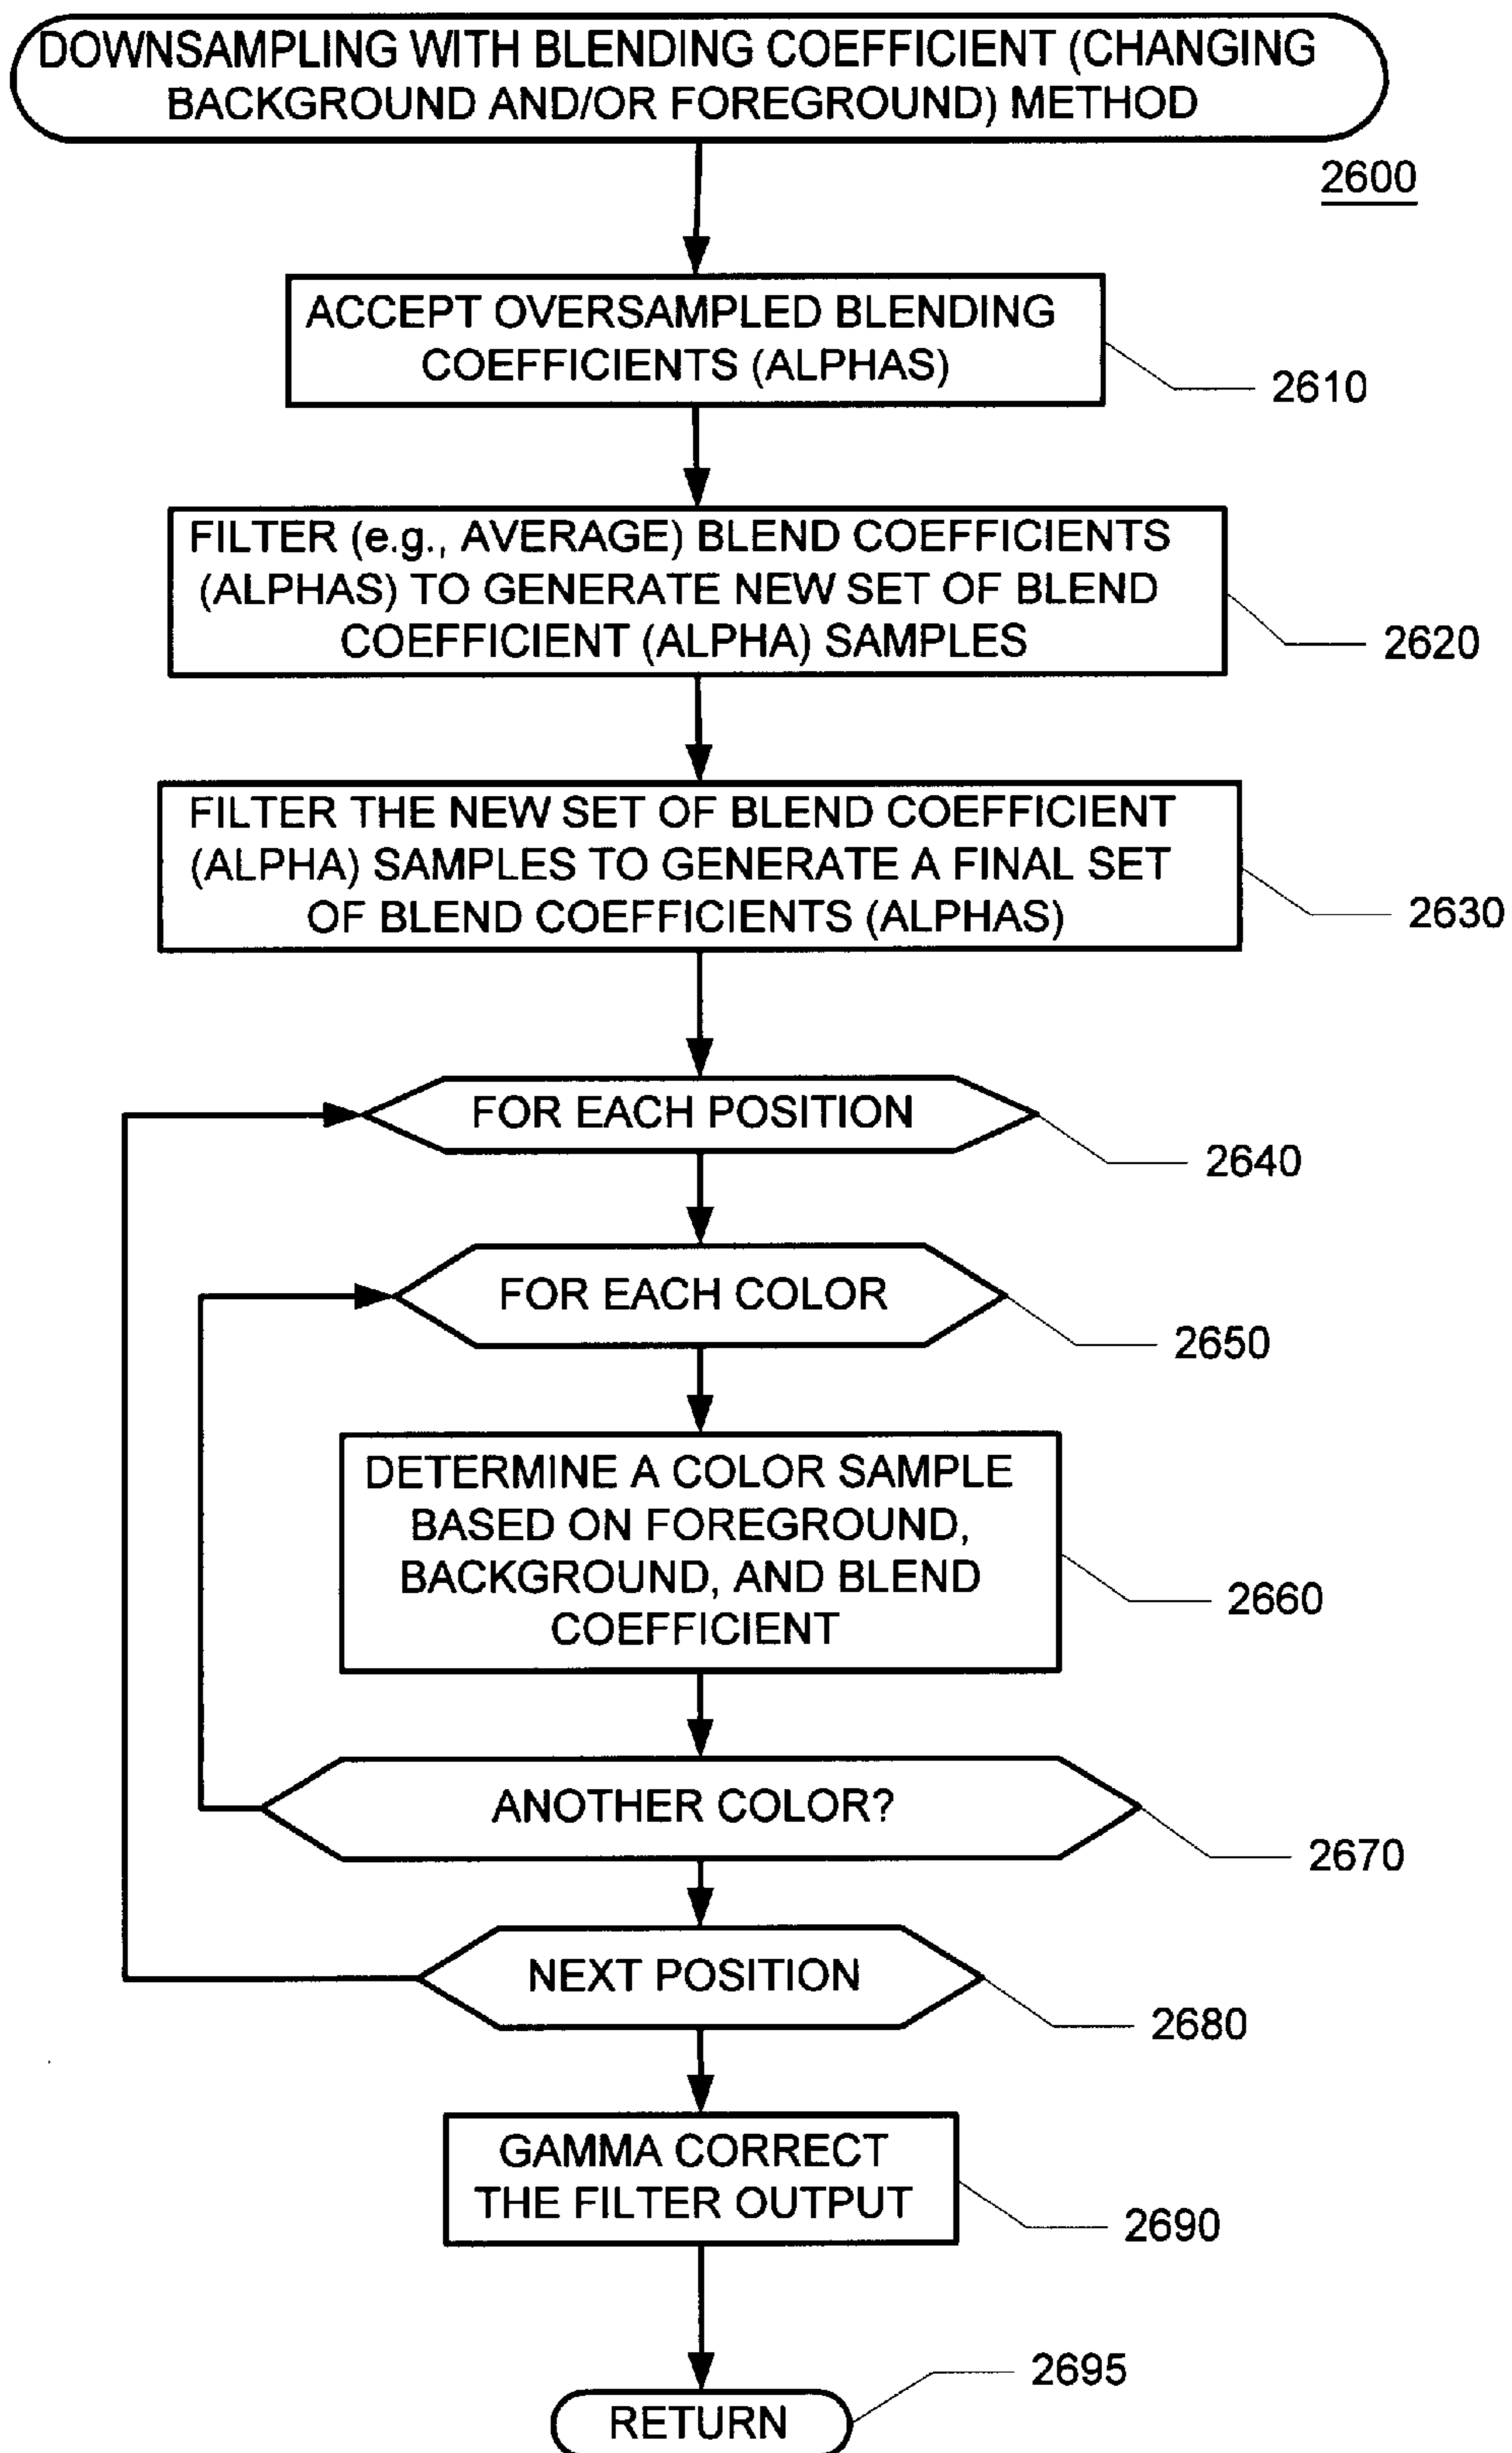 DOWNSAMPLING WITH BLENDING COEFFICIENT (CHANGING
BACKGROUND AND/OR FOREGROUND) METHOD
2600
ACCEPT OVERSAMPLED BLENDING
COEFFICIENTS (ALPHAS)
2610
FILTER (e.g., AVERAGE) BLEND COEFFICIENTS
(ALPHAS) TO GENERATE NEW SET OF BLEND
COEFFICIENT (ALPHA) SAMPLES
2620
FILTER THE NEW SET OF BLEND COEFFICIENT
(ALPHA) SAMPLES TO GENERATE A FINAL SET
OF BLEND COEFFICIENTS (ALPHAS)
2630
FOR EACH POSITION
2640
FOR EACH COLOR
2650
DETERMINE A COLOR SAMPLE
BASED ON FOREGROUND,
BACKGROUND, AND BLEND
COEFFICIENT
2660
ANOTHER COLOR?
2670
NEXT POSITION
2680
GAMMA CORRECT
THE FILTER OUTPUT
2690
2695
RETURN